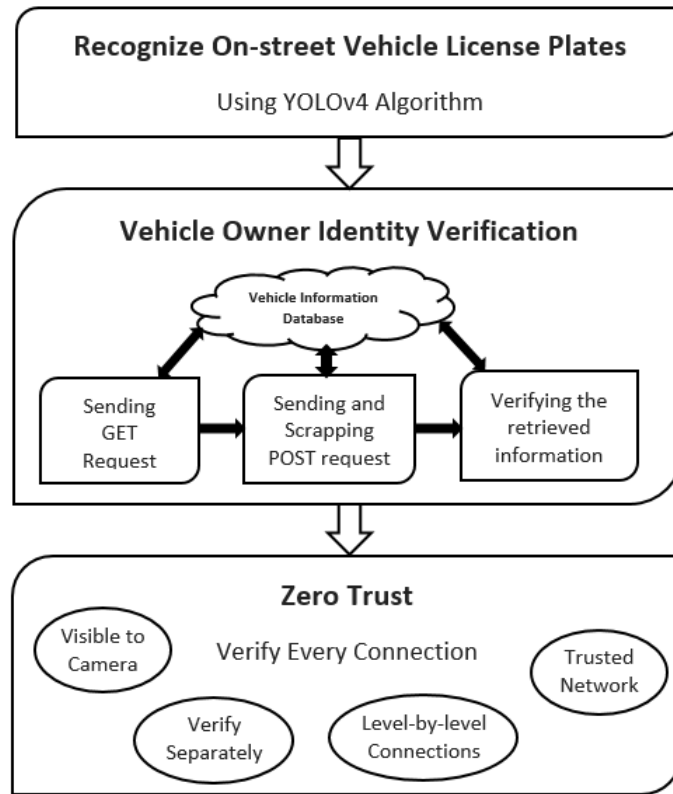 Recognize On-street Vehicle License Plates
Using YOLOv4 Algorithm
Vehicle Owner Identity Verification
Vehicle Information
Database
Sending
GET
Request
Sending and
Scrapping
POST request
Verifying the
retrieved
information
Zero Trust
Verify Every Connection
Visible to
Camera
Verify
Separately
Level-by-level
Connections
Trusted
Network